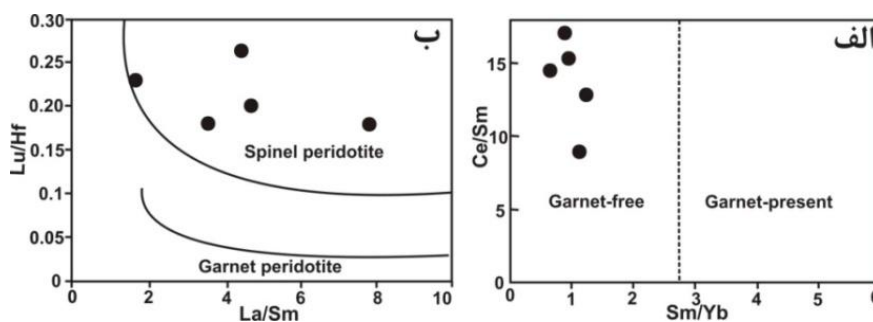 ب
0.30
0.25
0.20
0.15
0.1
0.05
0
Lu/Hf
Spinel peridotite
Garnet peridotite
2
4
6
8
10
La/Sm
الف
15
10
5
0
Ce/Sm
Garnet-free
Garnet-present
0
1
2
3
4
5
6
Sm/Yb